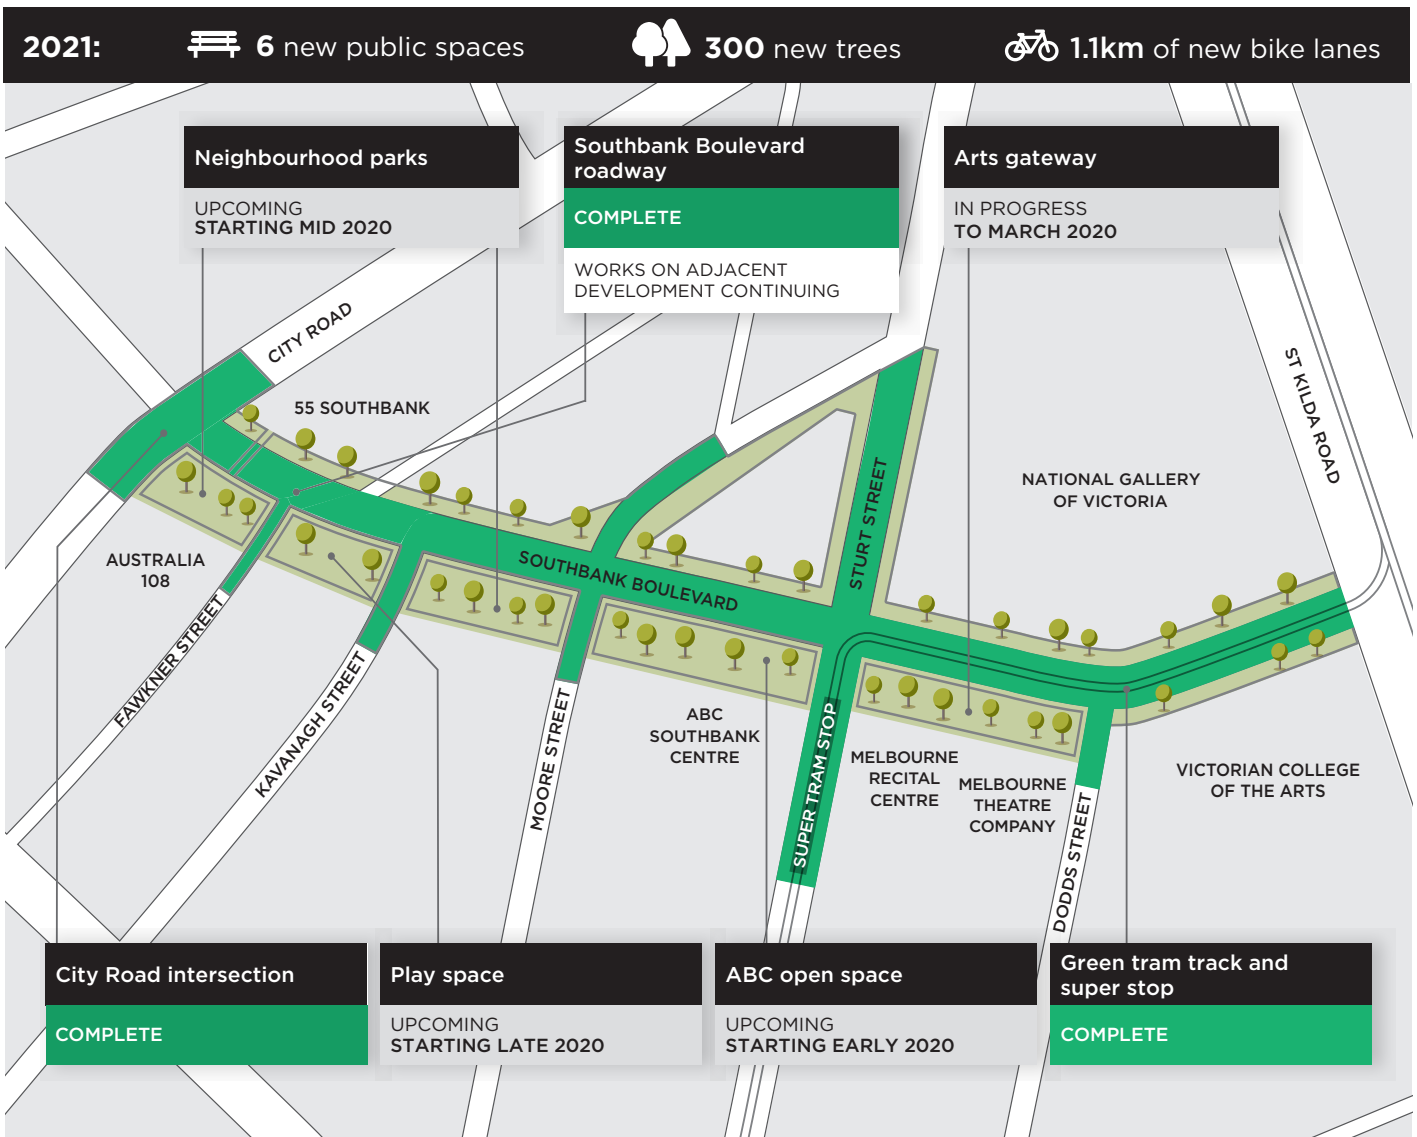 2021:
6 new public spaces
300 new trees
1.1km of new bike lanes
Neighbourhood parks
UPCOMING
STARTING MID 2020
Southbank Boulevard
roadway
COMPLETE
WORKS ON ADJACENT
DEVELOPMENT CONTINUING
Arts gateway
IN PROGRESS
TO MARCH 2020
CITY ROAD
55 SOUTHBANK
ST KILDA ROAD
NATIONAL GALLERY
OF VICTORIA
STURT STREET
SOUTHBANK BOULEVARD
AUSTRALIA
108
FAWKNER STREET
KAVANAGH STREET
MOORE STREET
ABC
SOUTHBANK
CENTRE
SUPER TRAM STOP
MELBOURNE
RECITAL
CENTRE
MELBOURNE
THEATRE
COMPANY
DODDS STREET
VICTORIAN COLLEGE
OF THE ARTS
City Road intersection
COMPLETE
Play space
UPCOMING
STARTING LATE 2020
ABC open space
UPCOMING
STARTING EARLY 2020
Green tram track and
super stop
COMPLETE